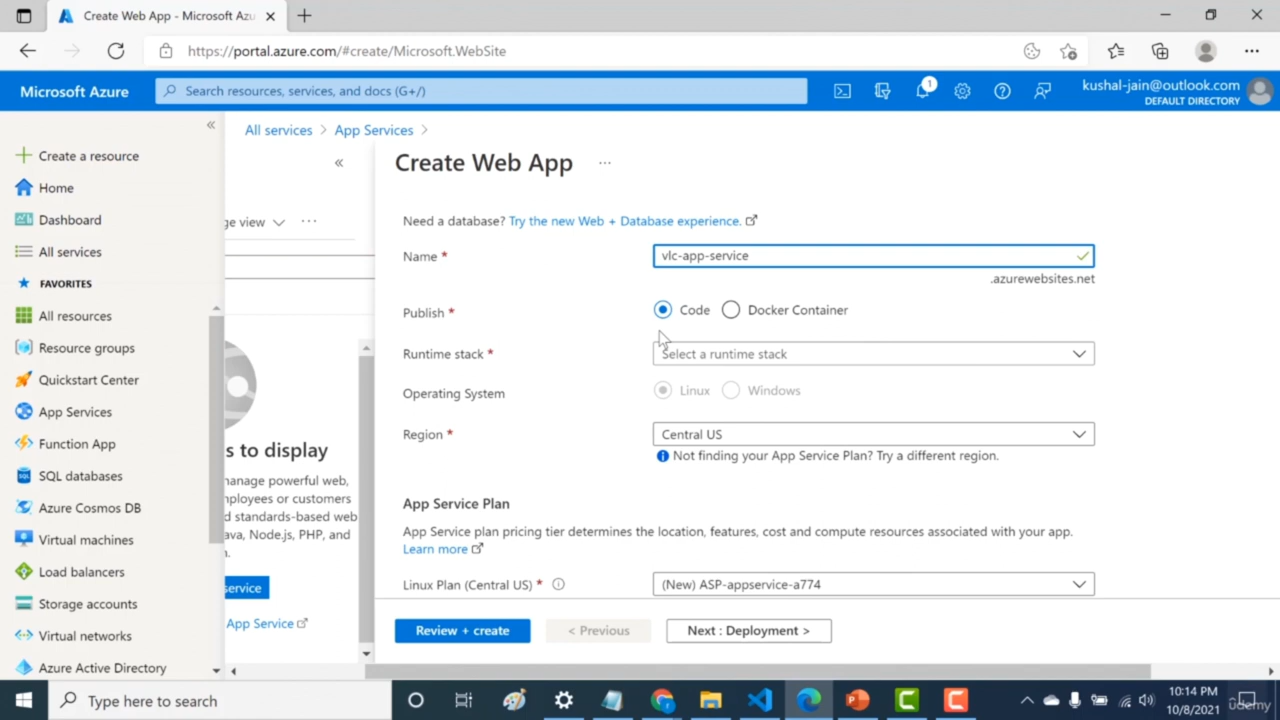 Create Web App - Microsoft Azu
https://portal.azure.com/#create/Microsoft.WebSite
Microsoft Azure
Search resources, services, and docs (G+/)
1
kushal-jain@outlook.com
DEFAULT DIRECTORY
Create a resource
Home
Dashboard
All services
FAVORITES
All resources
Resource groups
Quickstart Center
App Services
Function App
SQL databases
Azure Cosmos DB
Virtual machines
Load balancers
Storage accounts
Virtual networks
Azure Active Directory
All services > App Services >
ge view
s to display
nanage powerful web,
nployees or customers
d standards-based web
ava, Node.js, PHP, and
n.
service
App Service
Create Web App ...
Need a database? Try the new Web + Database experience.
Name *
vlc-app-service
.azurewebsites.net
Publish *
Code
Docker Container
Runtime stack *
Select a runtime stack
Operating System
Linux
Windows
Region *
Central US
Not finding your App Service Plan? Try a different region.
App Service Plan
App Service plan pricing tier determines the location, features, cost and compute resources associated with your app.
Learn more
Linux Plan (Central US) *
(New) ASP-appservice-a774
Review + create
< Previous
Next : Deployment >
Type here to search
10:14 PM
10/8/2021
udemy